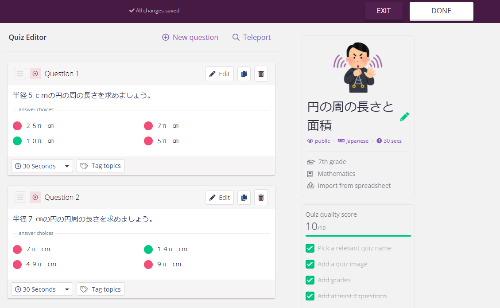 All changes saved
EXIT
DONE
Quiz Editor
New question
Teleport
Question 1
Edit
半径５ｃｍの円の周の長さを求めましょう。
answer choices
２５π ㎝
７π ㎝
１０π ㎝
５π ㎝
30 Seconds
Tag topics
Question 2
Edit
半径７㎝の円の円周の長さを求めましょう。
answer choices
７π cm
１４π cm
４９π cm
９π cm
30 Seconds
Tag topics
円の周の長さと
面積
public
Japanese
30 secs
7th grade
Mathematics
Import from spreadsheet
Quiz quality score
10/10
Pick a relevant quiz name
Add a quiz image
Add grades
Add at least 4 questions